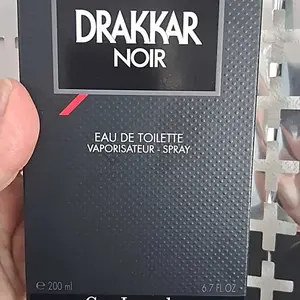 DRAKKAR
NOIR
EAU DE TOILETTE
VAPORISATEUR - SPRAY
℮ 200 ml 6.7 FL OZ